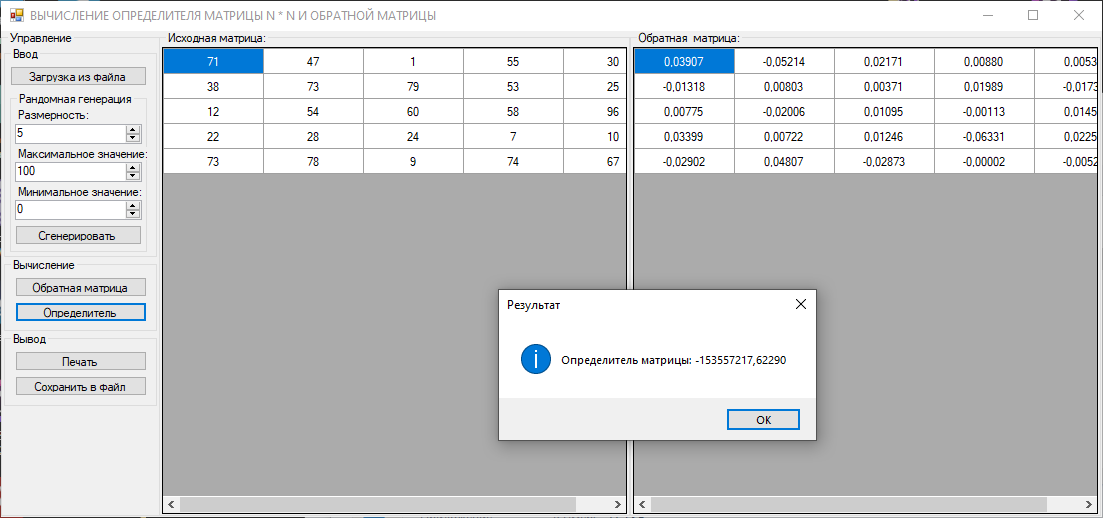 ВЫЧИСЛЕНИЕ ОПРЕДЕЛИТЕЛЯ МАТРИЦЫ N * N И ОБРАТНОЙ МАТРИЦЫ
Управление
Ввод
Загрузка из файла
Рандомная генерация
Размерность:
5
Максимальное значение:
100
Минимальное значение:
0
Сгенерировать
Вычисление
Обратная матрица
Определитель
Вывод
Печать
Сохранить в файл
Исходная матрица:
71 47 1 55 30
38 73 79 53 25
12 54 60 58 96
22 28 24 7 10
73 78 9 74 67
Обратная матрица:
0,03907 -0,05214 0,02171 0,00880 0,0053
-0,01318 0,00803 0,00371 0,01989 -0,0173
0,00775 -0,02006 0,01095 -0,00113 0,0145
0,03399 0,00722 0,01246 -0,06331 0,0225
-0,02902 0,04807 -0,02873 -0,00002 -0,0052
Результат
Определитель матрицы: -153557217,62290
OK